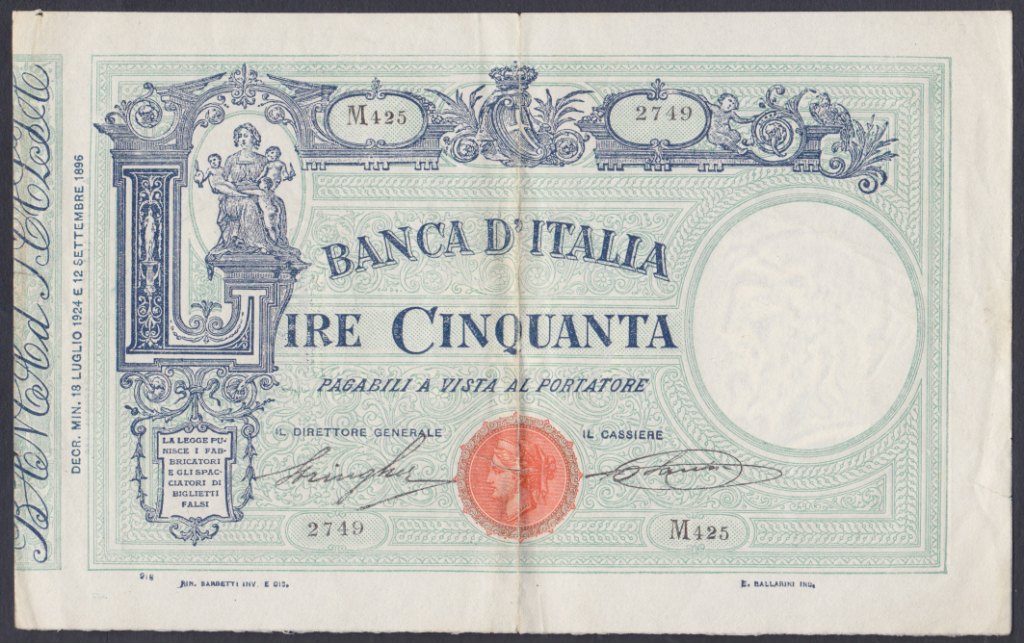 M425
2749
BANCA D'ITALIA
LIRE CINQUANTA
PAGABILI A VISTA AL PORTATORE
DECR. MIN. 18 LUGLIO 1924 E 12 SETTEMBRE 1896
IL DIRETTORE GENERALE
IL CASSIERE
LA LEGGE PU-
NISCE I FAB-
BRICATORI
E GLI SPAC-
CIATORI DI
BIGLIETTI
FALSI
Stringher
2749
M425
RIN. BARBETTI INV. E DIS.
G. BALLARINI INC.